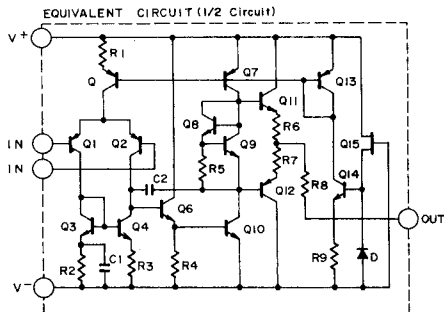 EQUIVALENT CIRCUIT (1/2 Circuit)
V+
R1
Q
Q7
Q13
Q11
Q8
R6
IN
Q1
Q2
Q9
Q15
IN
R5
R7
C2
Q14
Q6
Q12
R8
Q3
Q4
Q10
OUT
C1
R2
R3
R4
R9
D
V-